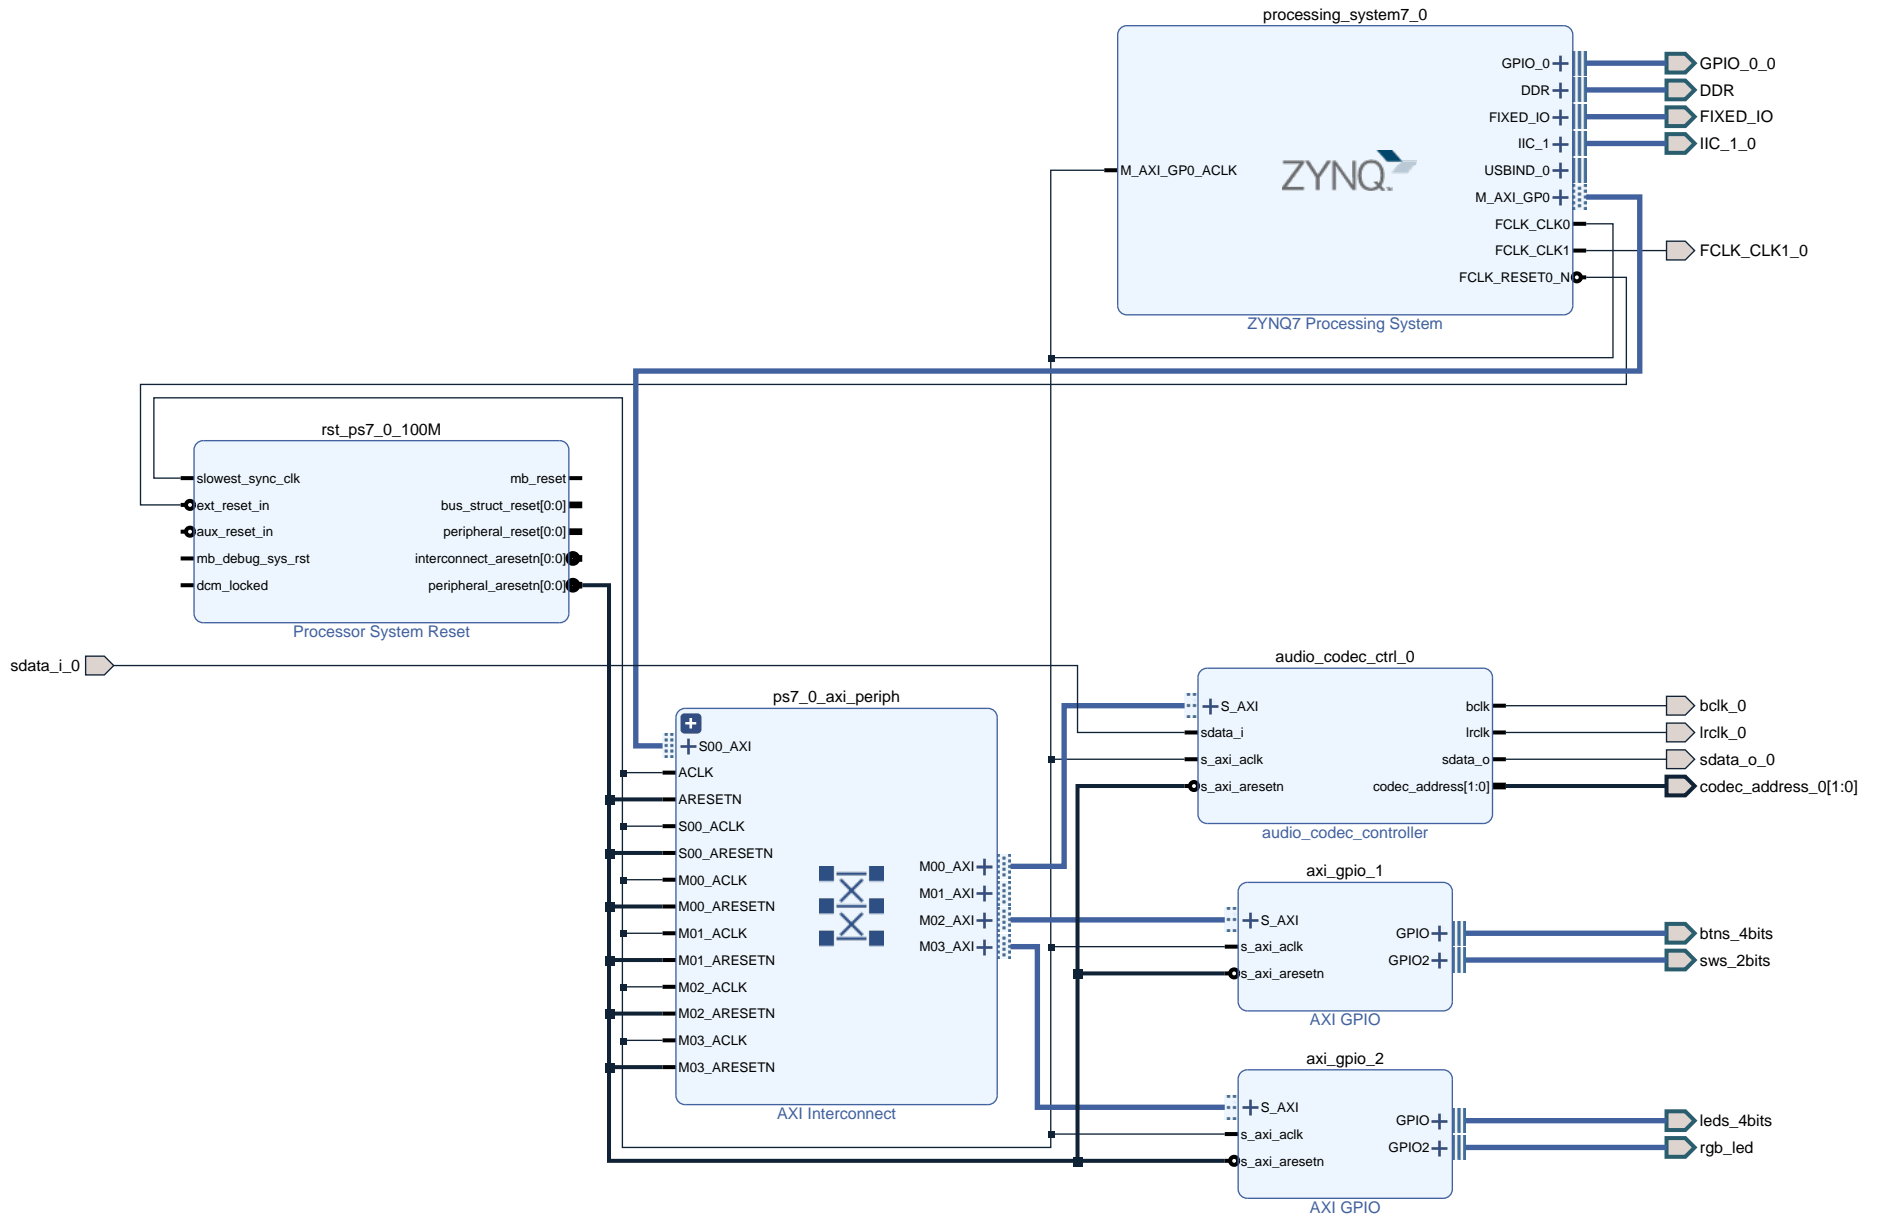 processing_system7_0
GPIO_0
DDR
FIXED_IO
IIC_1
USBIND_0
M_AXI_GP0
FCLK_CLK0
FCLK_CLK1
FCLK_RESET0_N
M_AXI_GP0_ACLK
ZYNQ
ZYNQ7 Processing System
GPIO_0_0
DDR
FIXED_IO
IIC_1_0
FCLK_CLK1_0
rst_ps7_0_100M
slowest_sync_clk
ext_reset_in
aux_reset_in
mb_debug_sys_rst
dcm_locked
mb_reset
bus_struct_reset[0:0]
peripheral_reset[0:0]
interconnect_aresetn[0:0]
peripheral_aresetn[0:0]
Processor System Reset
sdata_i_0
ps7_0_axi_periph
S00_AXI
ACLK
ARESETN
S00_ACLK
S00_ARESETN
M00_ACLK
M00_ARESETN
M01_ACLK
M01_ARESETN
M02_ACLK
M02_ARESETN
M03_ACLK
M03_ARESETN
M00_AXI
M01_AXI
M02_AXI
M03_AXI
AXI Interconnect
audio_codec_ctrl_0
S_AXI
sdata_i
s_axi_aclk
s_axi_aresetn
bclk
lrclk
sdata_o
codec_address[1:0]
audio_codec_controller
bclk_0
lrclk_0
sdata_o_0
codec_address_0[1:0]
axi_gpio_1
S_AXI
s_axi_aclk
s_axi_aresetn
GPIO
GPIO2
AXI GPIO
btns_4bits
sws_2bits
axi_gpio_2
S_AXI
s_axi_aclk
s_axi_aresetn
GPIO
GPIO2
AXI GPIO
leds_4bits
rgb_led